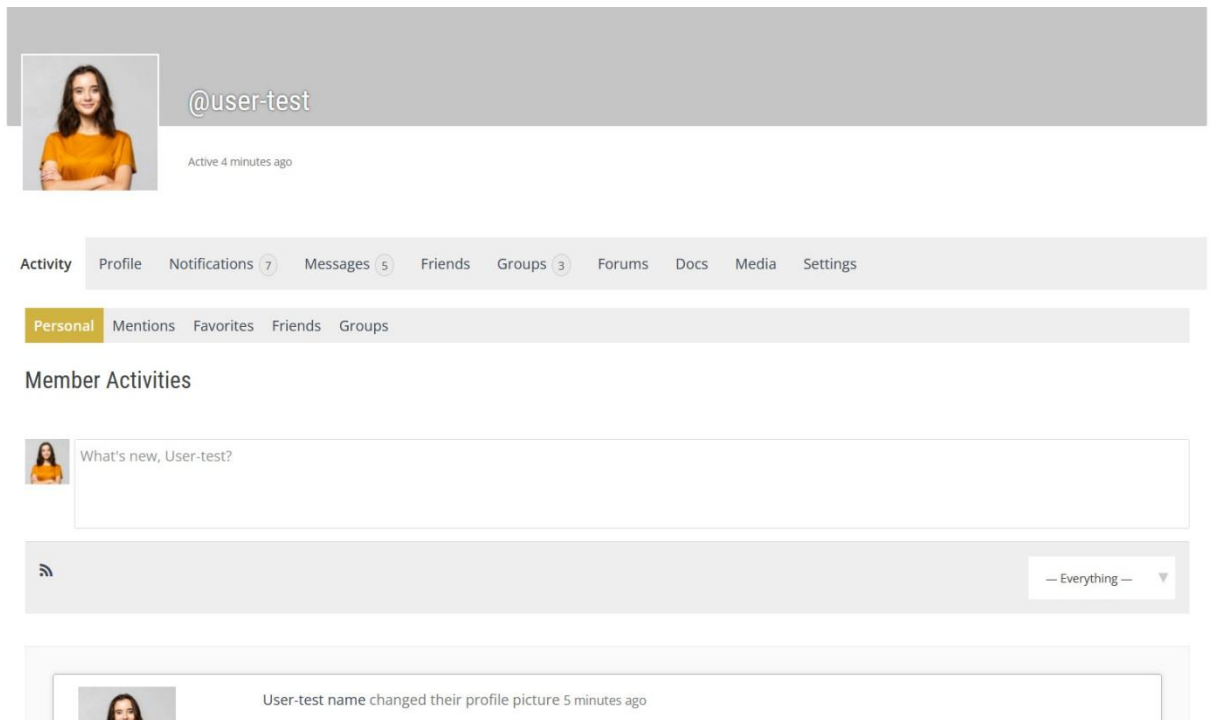 @user-test
Active 4 minutes ago
Activity Profile Notifications 7 Messages 5 Friends Groups 3 Forums Docs Media Settings
Personal Mentions Favorites Friends Groups
Member Activities
What's new, User-test?
— Everything —
User-test name changed their profile picture 5 minutes ago